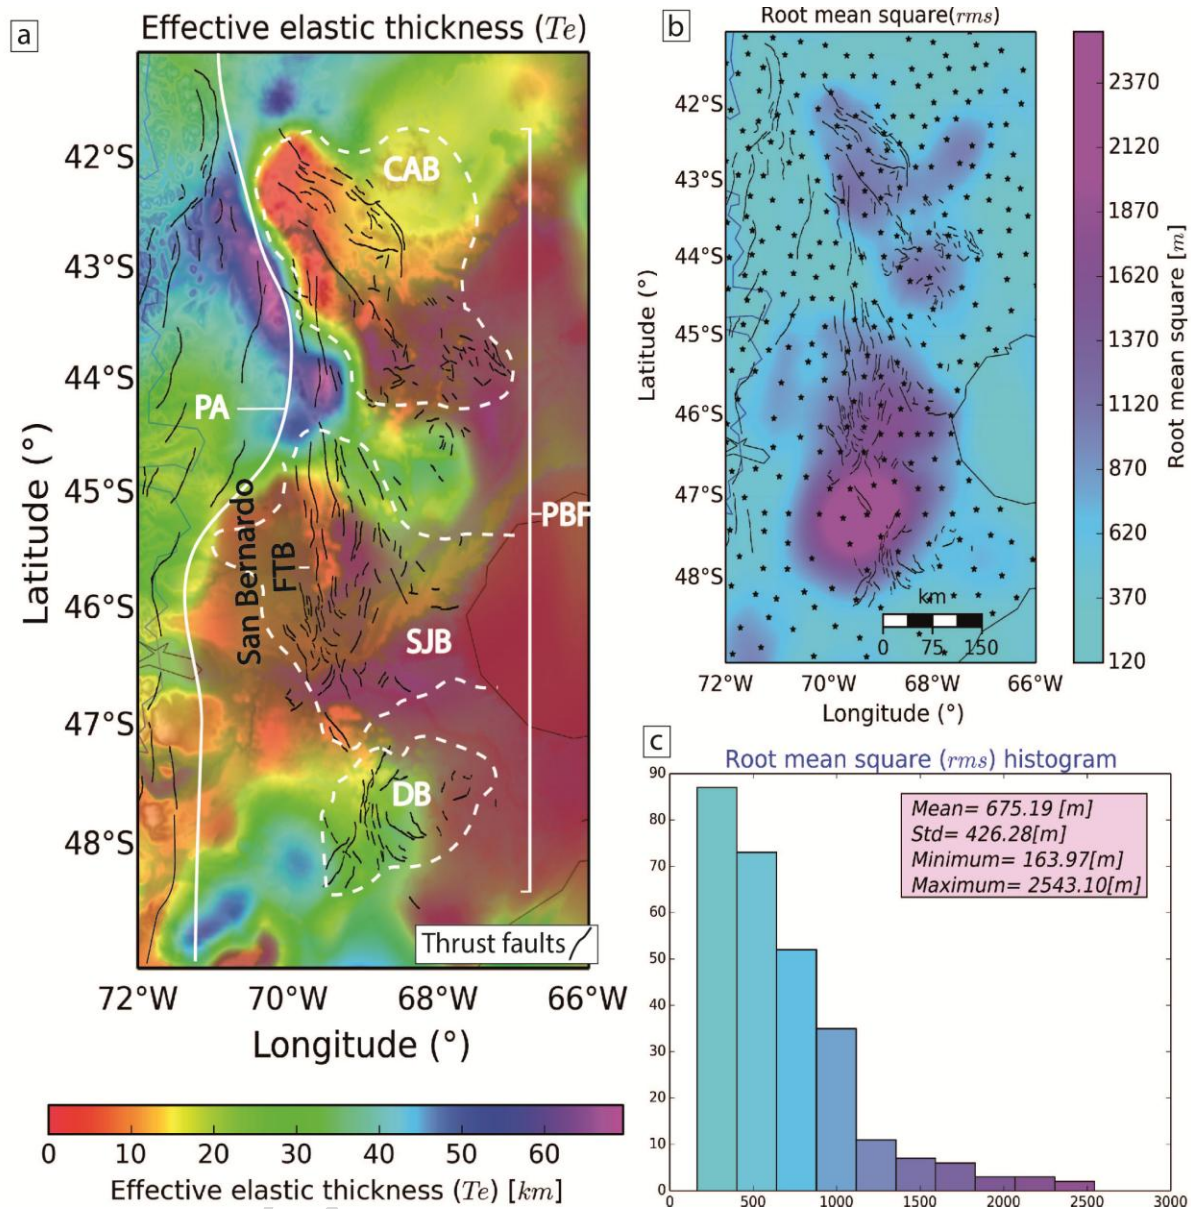 a
Effective elastic thickness (Te)
42°S
43°S
44°S
45°S
46°S
47°S
48°S
Latitude (°)
CAB
PA
San Bernardo
FTB
PBF
SJB
DB
Thrust faults
72°W
70°W
68°W
66°W
Longitude (°)
0
10
20
30
40
50
60
Effective elastic thickness (Te) [km]
b
Root mean square(rms)
42°S
43°S
44°S
45°S
46°S
47°S
48°S
Latitude (°)
km
0
75
150
72°W
70°W
68°W
66°W
Longitude (°)
2370
2120
1870
1620
1370
1120
870
620
370
120
Root mean square [m]
c
Root mean square (rms) histogram
90
80
70
60
50
40
30
20
10
0
Mean= 675.19 [m]
Std= 426.28[m]
Minimum= 163.97[m]
Maximum= 2543.10[m]
0
500
1000
1500
2000
2500
3000